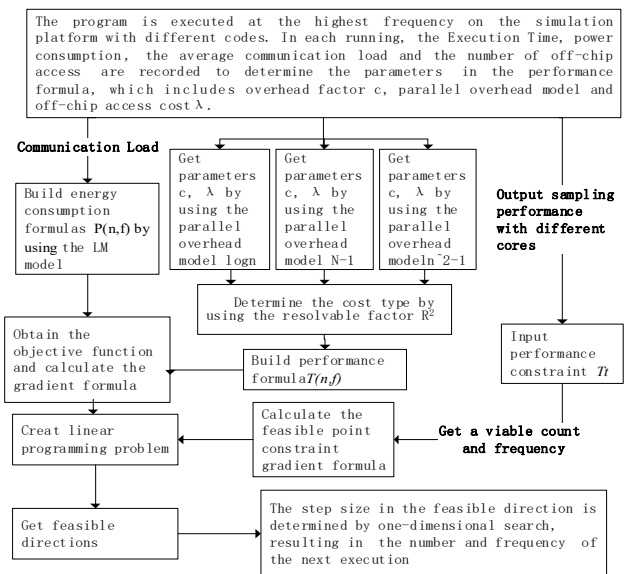 The program is executed at the highest frequency on the simulation
platform with different codes. In each running, the Execution Time, power
consumption, the average communication load and the number of off-chip
access are recorded to determine the parameters in the performance
formula, which includes overhead factor c, parallel overhead model and
off-chip access cost λ.
Communication Load
Build energy
consumption
formulas P(n,f) by
using the LM
model
Get
parameters
c, λ by
using the
parallel
overhead
model logn
Get
parameters
c, λ by
using the
parallel
overhead
model N-1
Get
parameters
c, λ by
using the
parallel
overhead
modeln^2-1
Output sampling
performance
with different
cores
Determine the cost type by
using the resolvable factor R²
Obtain the
objective function
and calculate the
gradient formula
Build performance
formulaT(n,f)
Input
performance
constraint Tt
Creat linear
programming problem
Calculate the
feasible point
constraint
gradient formula
Get a viable count
and frequency
Get feasible
directions
The step size in the feasible direction is
determined by one-dimensional search,
resulting in the number and frequency of
the next execution